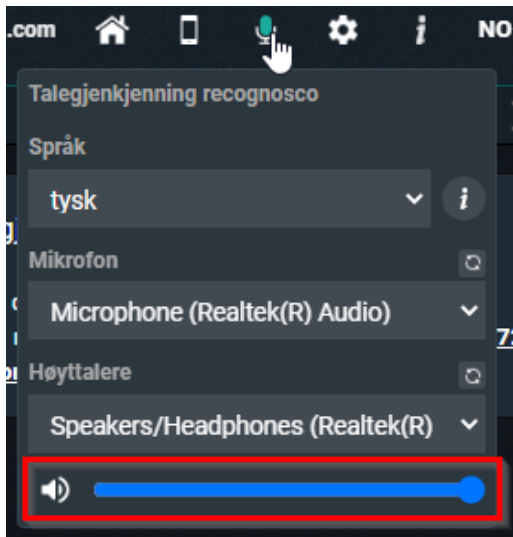 .com NO
Talegjenkjenning recognosco
Språk
tysk
Mikrofon
Microphone (Realtek(R) Audio)
Høyttalere
Speakers/Headphones (Realtek(R)